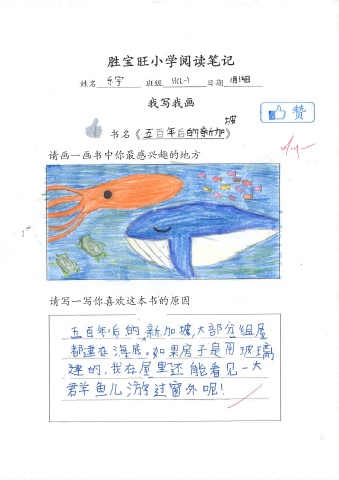 胜宝旺小学阅读笔记
姓名 乐宇 班级 H(L-) 日期 1月14日
我写我画
书名《五百年后的新加坡》
赞
请画一画书中你最感兴趣的地方
请写一写你喜欢这本书的原因
五百年后的新加坡,大部分组屋
都建在海底。如果房子是用玻璃
建的,我在屋里还能看见一大
群鱼儿游过窗外呢!